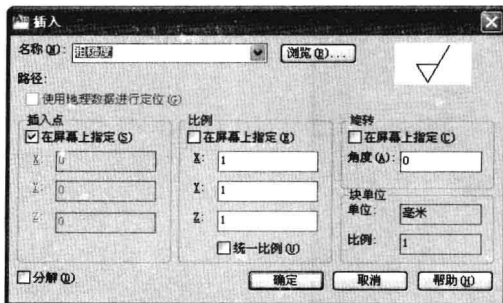 插入
名称(N): 粗糙度 浏览(B)...
路径:
使用地理数据进行定位(G)
插入点 比例 旋转
在屏幕上指定(S) 在屏幕上指定(E) 在屏幕上指定(C)
X: 0 X: 1 角度(A): 0
Y: 0 Y: 1 块单位
Z: 0 Z: 1 单位: 毫米
统一比例(U) 比例: 1
分解(D) 确定 取消 帮助(H)